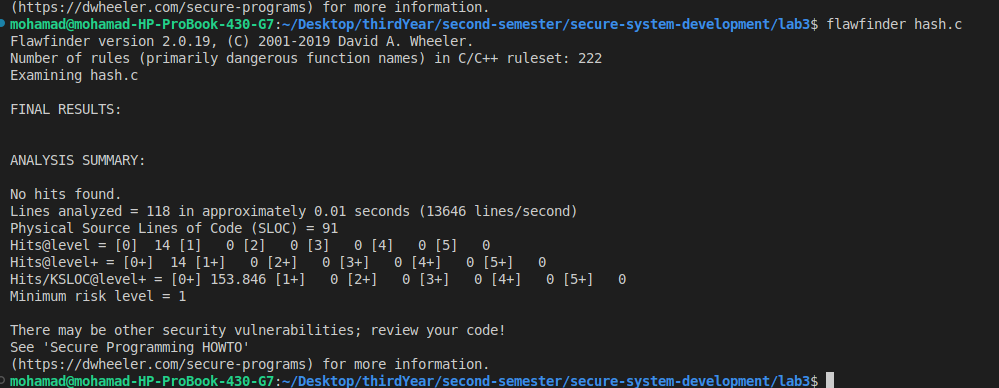 (https://dwheeler.com/secure-programs) for more information.
mohamad@mohamad-HP-ProBook-430-G7:~/Desktop/thirdYear/second-semester/secure-system-development/lab3$ flawfinder hash.c
Flawfinder version 2.0.19, (C) 2001-2019 David A. Wheeler.
Number of rules (primarily dangerous function names) in C/C++ ruleset: 222
Examining hash.c
FINAL RESULTS:
ANALYSIS SUMMARY:
No hits found.
Lines analyzed = 118 in approximately 0.01 seconds (13646 lines/second)
Physical Source Lines of Code (SLOC) = 91
Hits@level = [0]  14 [1]   0 [2]   0 [3]   0 [4]   0 [5]   0
Hits@level+ = [0+]  14 [1+]   0 [2+]   0 [3+]   0 [4+]   0 [5+]   0
Hits/KSLOC@level+ = [0+] 153.846 [1+]   0 [2+]   0 [3+]   0 [4+]   0 [5+]   0
Minimum risk level = 1
There may be other security vulnerabilities; review your code!
See 'Secure Programming HOWTO'
(https://dwheeler.com/secure-programs) for more information.
mohamad@mohamad-HP-ProBook-430-G7:~/Desktop/thirdYear/second-semester/secure-system-development/lab3$